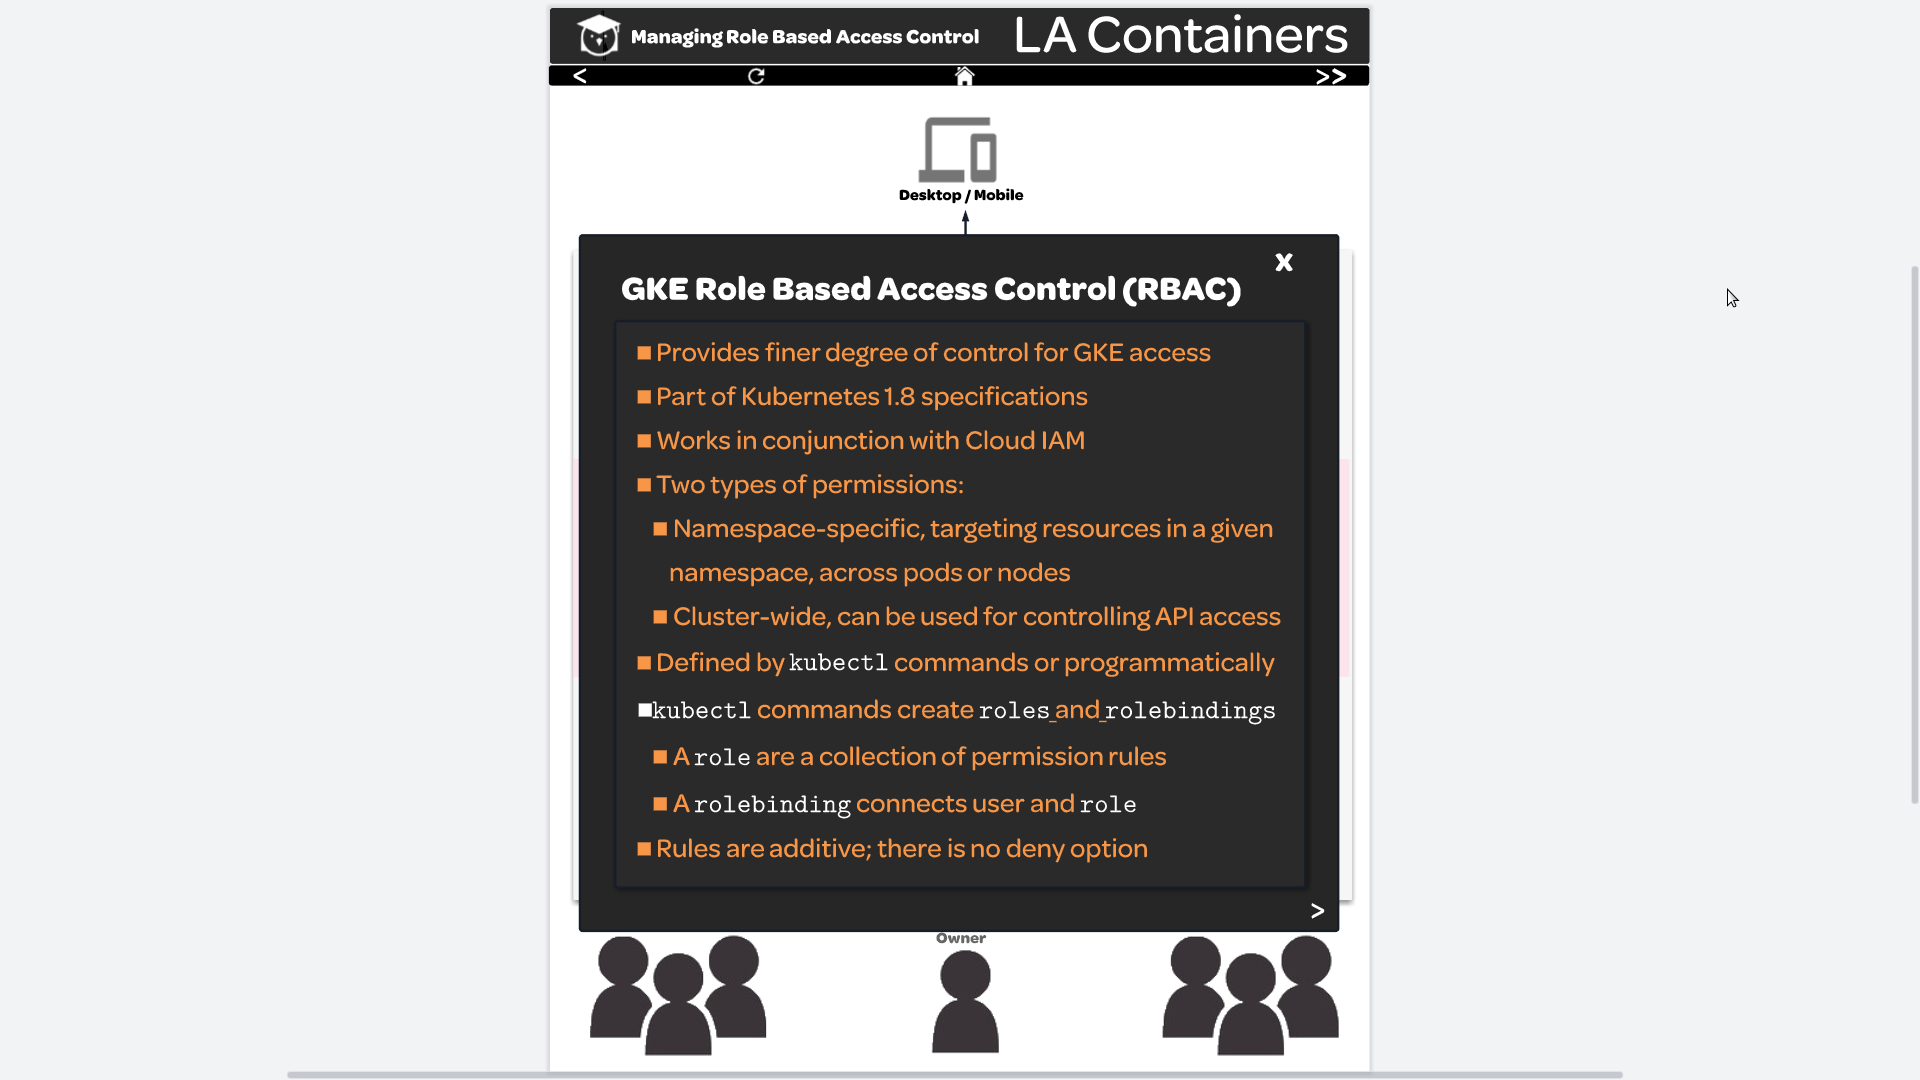 Managing Role Based Access Control
LA Containers
<
>>
Desktop / Mobile
X
GKE Role Based Access Control (RBAC)
Provides finer degree of control for GKE access
Part of Kubernetes 1.8 specifications
Works in conjunction with Cloud IAM
Two types of permissions:
Namespace-specific, targeting resources in a given
namespace, across pods or nodes
Cluster-wide, can be used for controlling API access
Defined by kubectl commands or programmatically
kubectl commands create roles and rolebindings
A role are a collection of permission rules
A rolebinding connects user and role
Rules are additive; there is no deny option
>
Owner